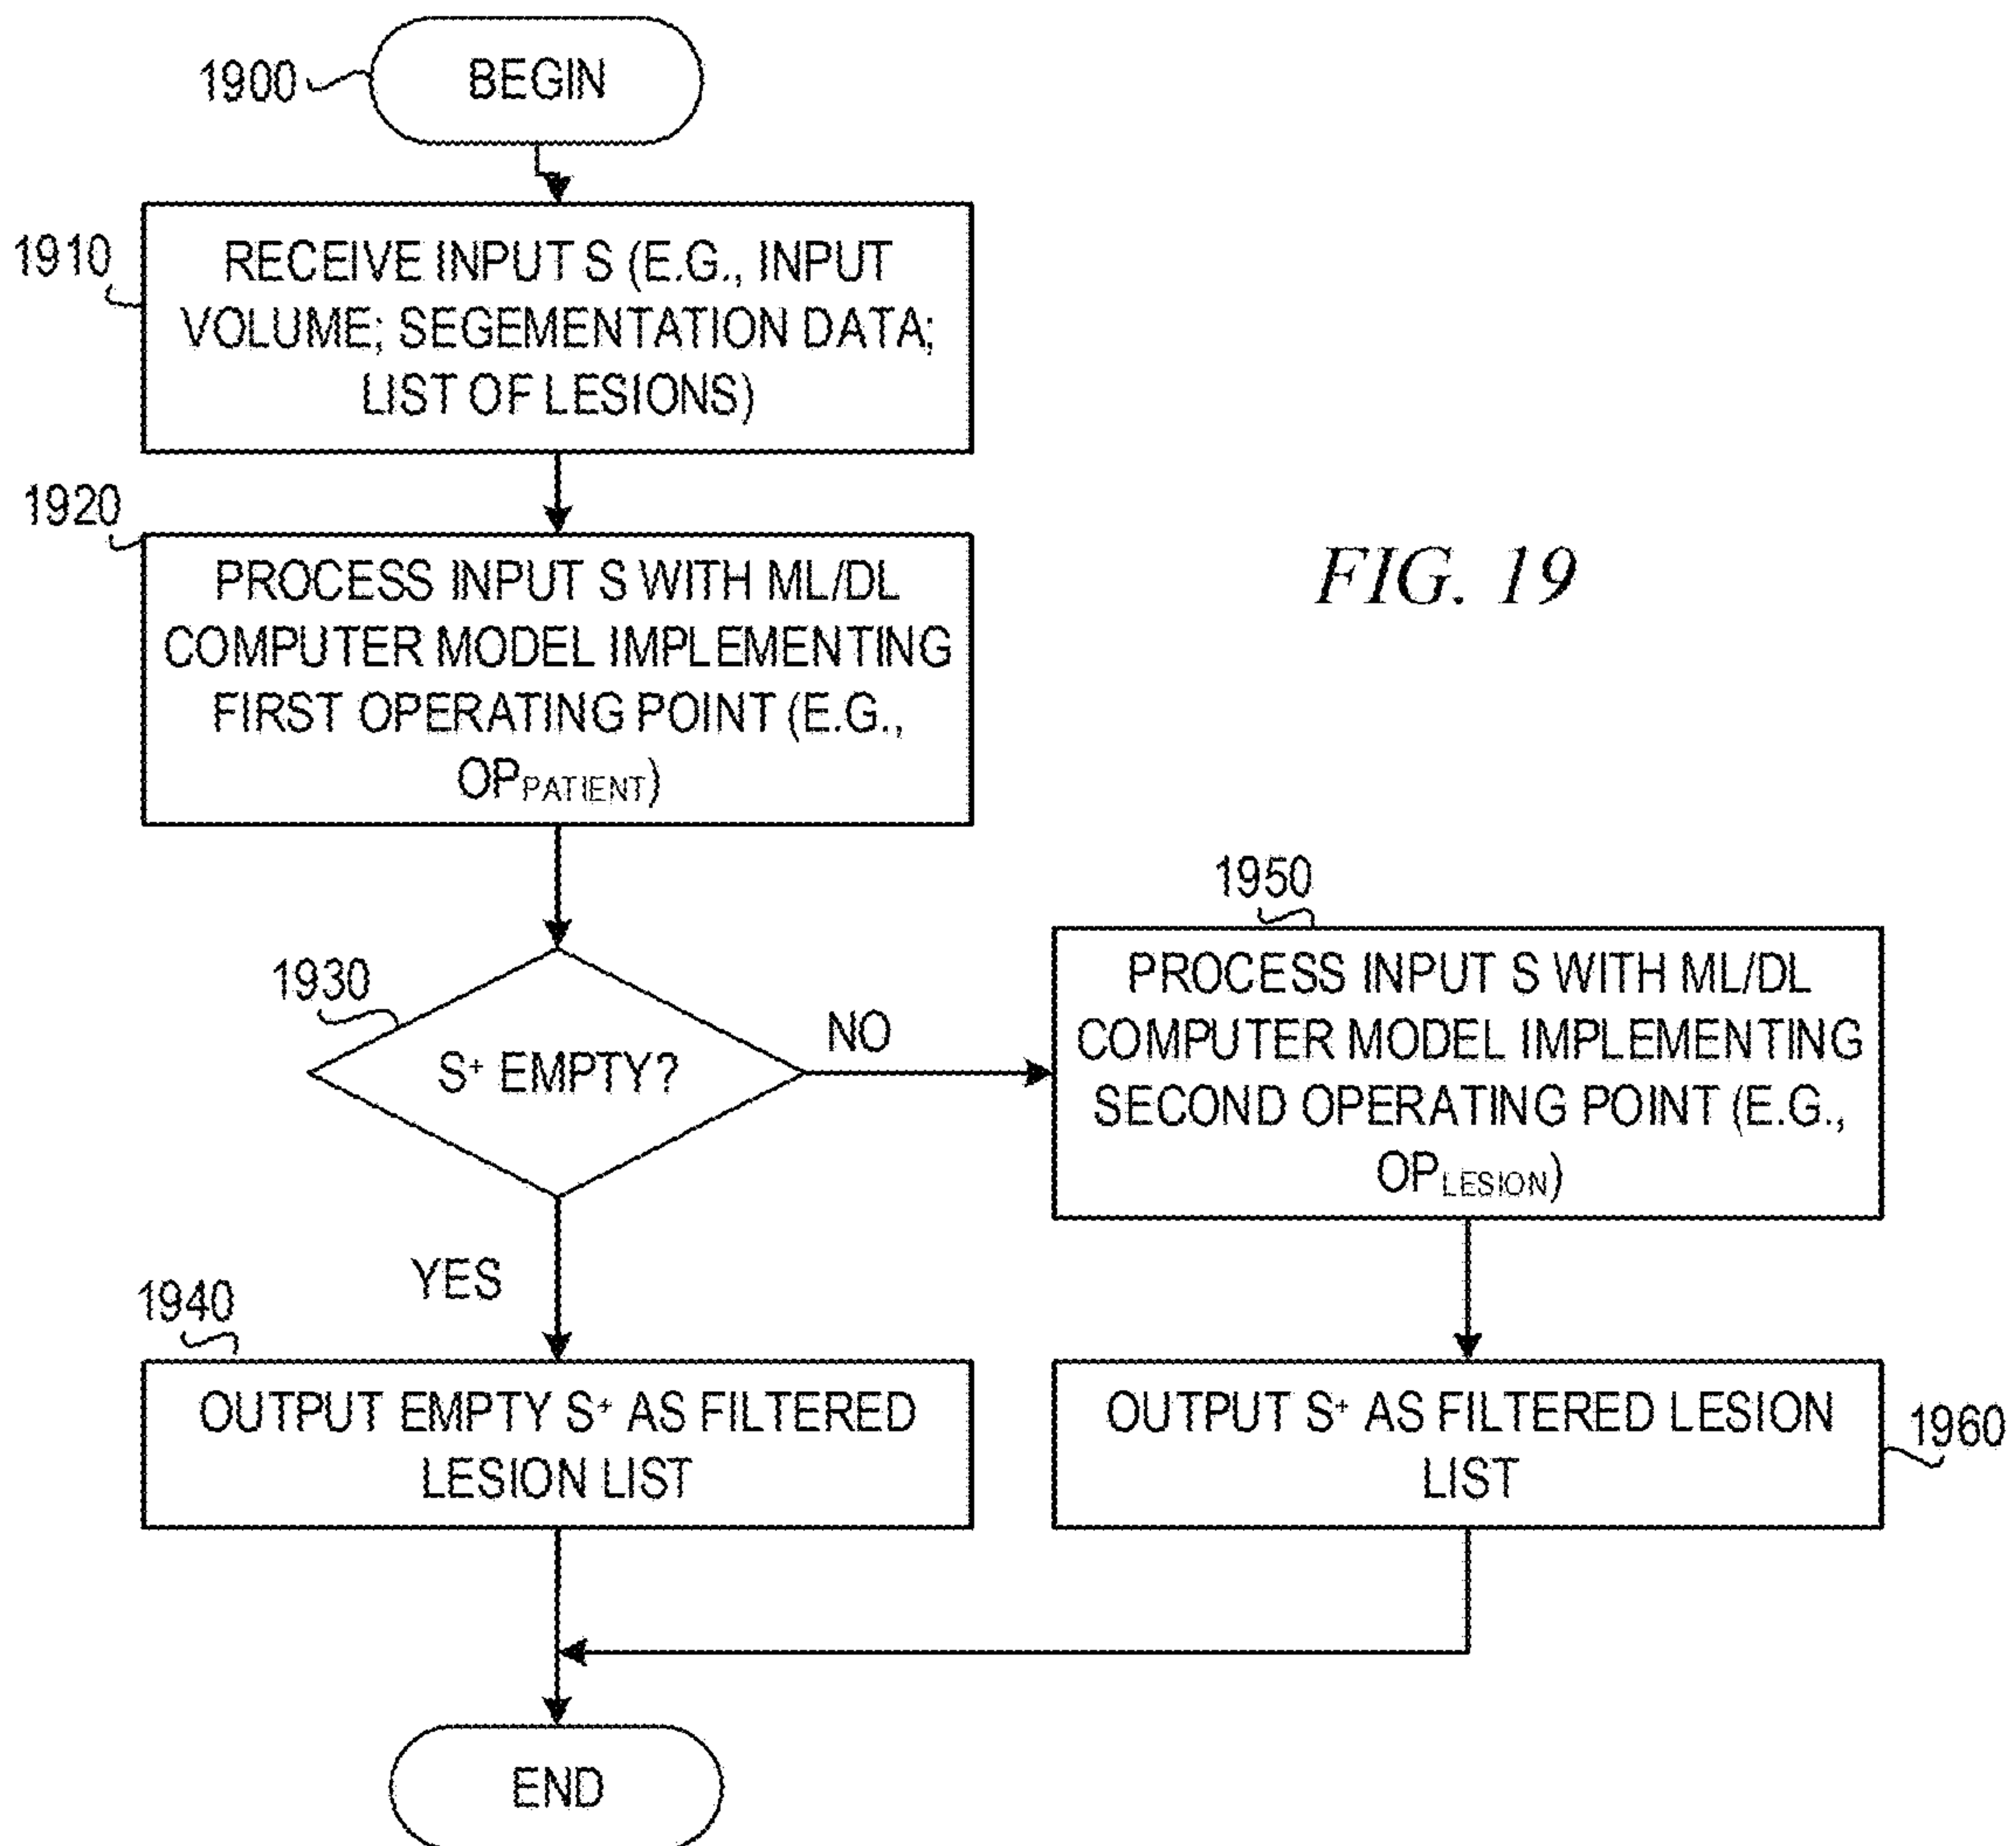 1900
BEGIN
1910
RECEIVE INPUT S (E.G., INPUT
VOLUME; SEGEMENTATION DATA;
LIST OF LESIONS)
1920
PROCESS INPUT S WITH ML/DL
COMPUTER MODEL IMPLEMENTING
FIRST OPERATING POINT (E.G.,
OPPATIENT)
FIG. 19
1930
S+ EMPTY?
NO
YES
1950
PROCESS INPUT S WITH ML/DL
COMPUTER MODEL IMPLEMENTING
SECOND OPERATING POINT (E.G.,
OPLESION)
1940
OUTPUT EMPTY S+ AS FILTERED
LESION LIST
OUTPUT S+ AS FILTERED LESION
LIST
1960
END